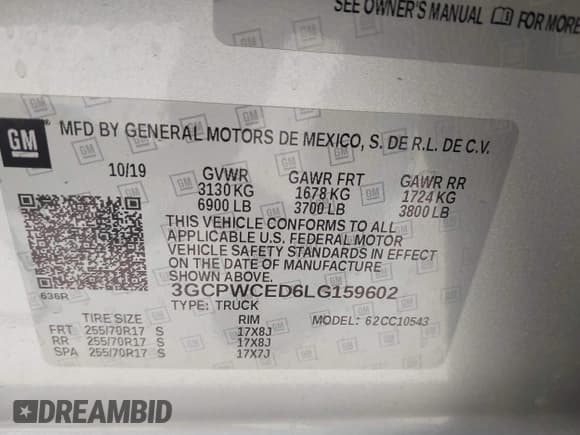 SEE OWNER'S MANUAL FOR MORE
GM
MFD BY GENERAL MOTORS DE MEXICO, S. DE R.L. DE C.V.
10/19 GVWR GAWR FRT GAWR RR
3130 KG 1678 KG 1724 KG
6900 LB 3700 LB 3800 LB
THIS VEHICLE CONFORMS TO ALL
APPLICABLE U.S. FEDERAL MOTOR
VEHICLE SAFETY STANDARDS IN EFFECT
ON THE DATE OF MANUFACTURE
SHOWN ABOVE
636R
3GCPWCED6LG159602
TYPE: TRUCK
TIRE SIZE RIM MODEL: 62CC10543
FRT 255/70R17 S 17X8J
RR 255/70R17 S 17X8J
SPA 255/70R17 S 17X7J
DREAMBID